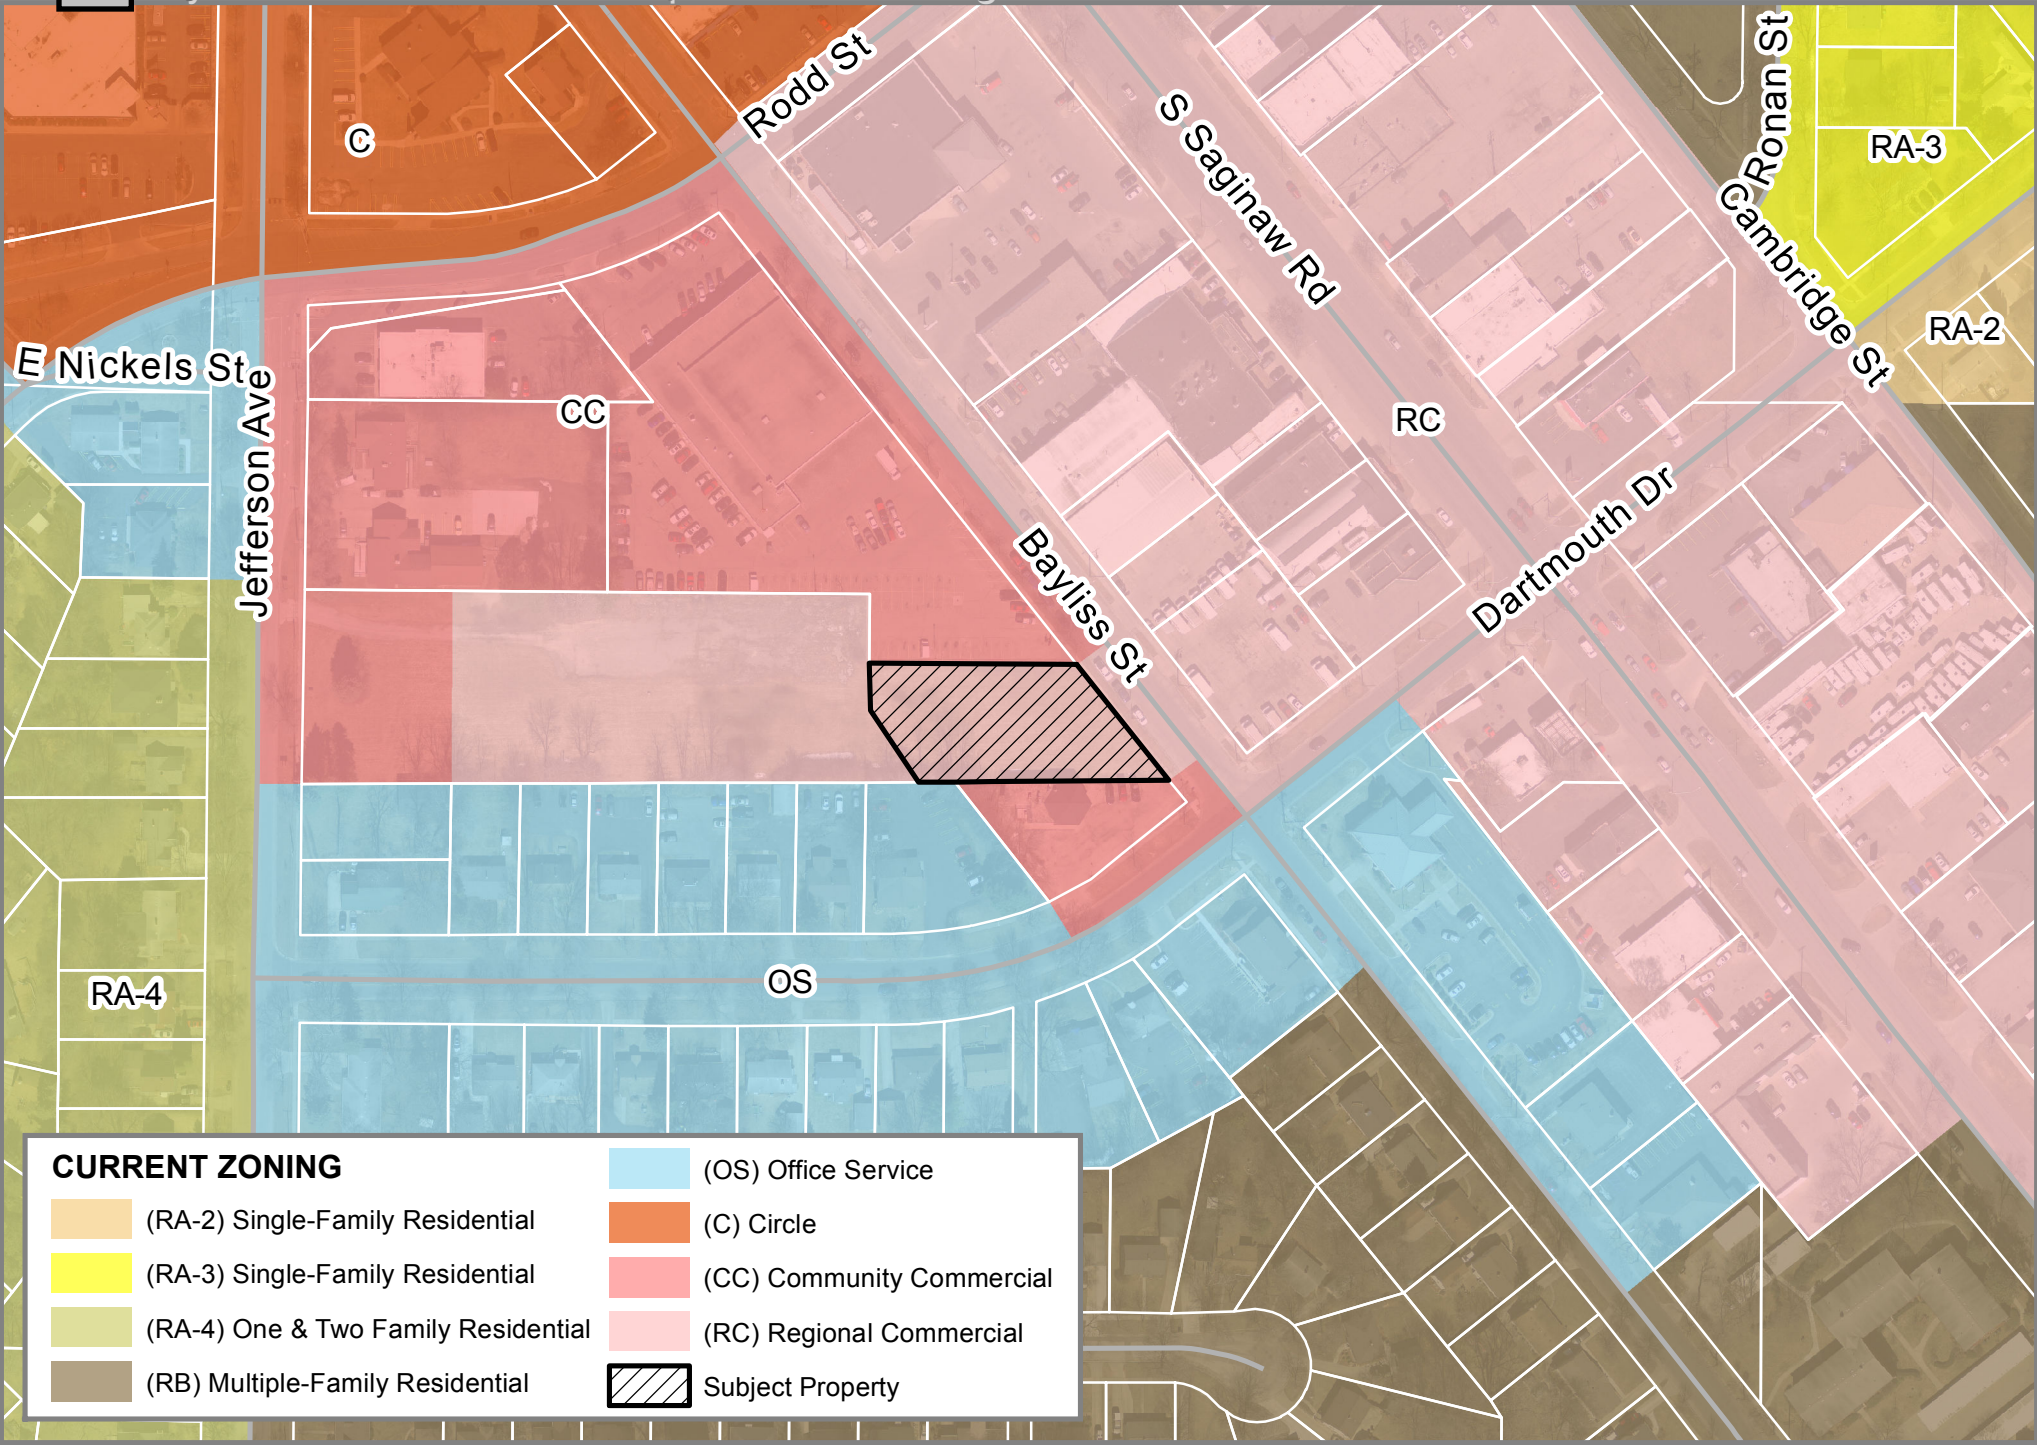 Rodd St
S Saginaw Rd
Ronan St
C
RA-3
Cambridge St
C
RA-2
E Nickels St
Jefferson Ave
CC
RC
Dartmouth Dr
Bayliss St
OS
RA-4
CURRENT ZONING
(RA-2) Single-Family Residential
(RA-3) Single-Family Residential
(RA-4) One & Two Family Residential
(RB) Multiple-Family Residential
(OS) Office Service
(C) Circle
(CC) Community Commercial
(RC) Regional Commercial
Subject Property